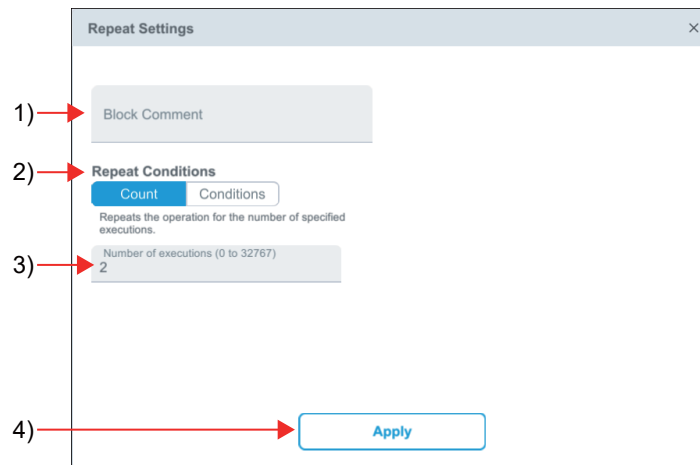 Repeat Settings ×
1) Block Comment
2) Repeat Conditions
Count Conditions
Repeats the operation for the number of specified
executions.
Number of executions (0 to 32767)
3) 2
4) Apply